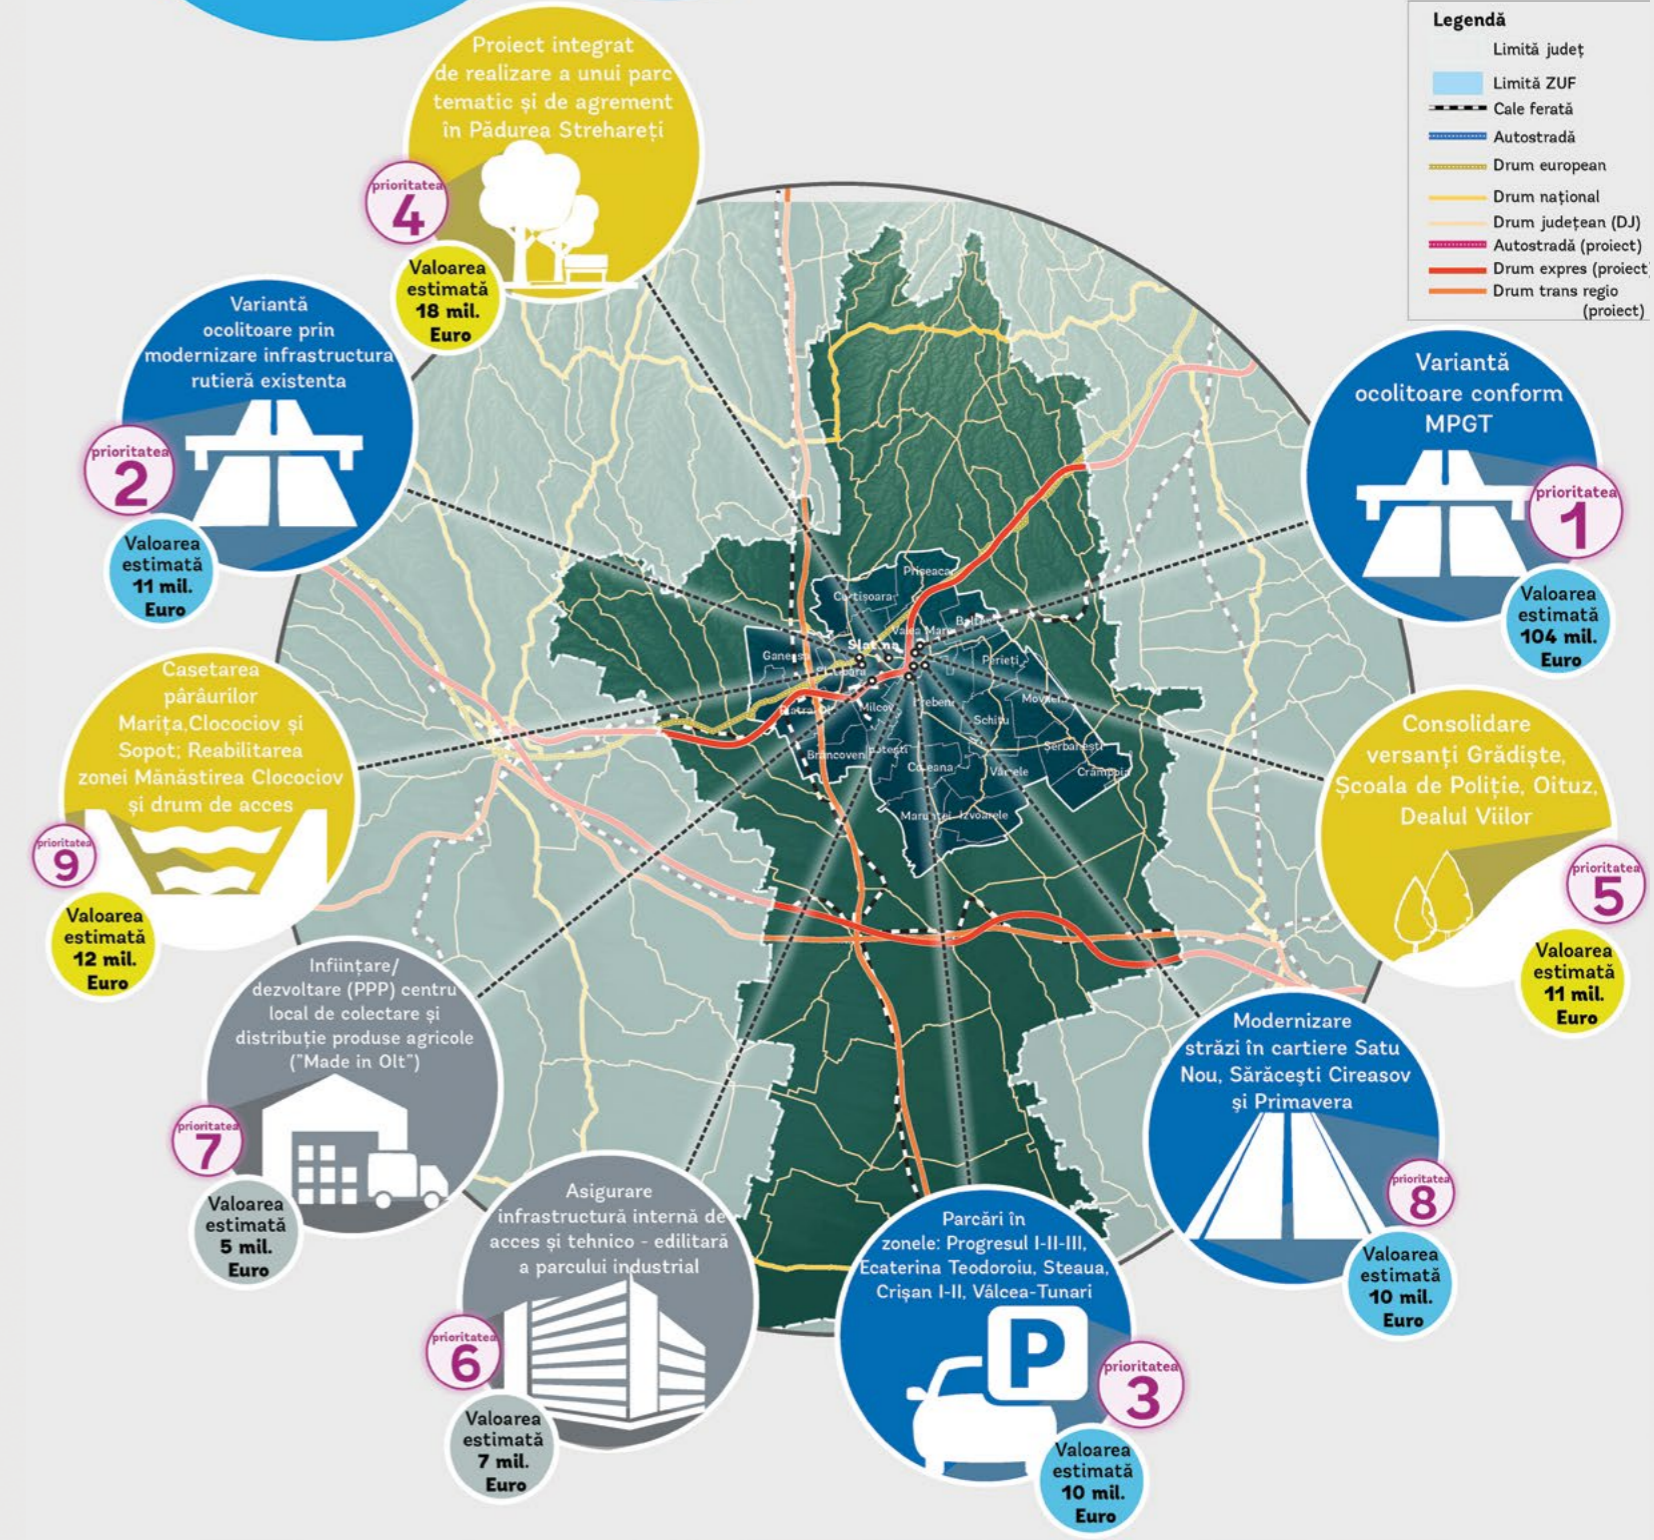 Legendă
Limită județ
Limită ZUF
Cale ferată
Autostradă
Drum european
Drum național
Drum județean (DJ)
Autostradă (proiect)
Drum expres (proiect
Drum trans regio
(proiect)
Proiect integrat
de realizare a unui parc
tematic și de agrement
în Pădurea Strehareți
prioritatea
4
Valoarea
estimată
18 mil.
Euro
Variantă
ocolitoare prin
modernizare infrastructura
rutieră existenta
prioritatea
2
Valoarea
estimată
11 mil.
Euro
Variantă
ocolitoare conform
MPGT
prioritatea
1
Valoarea
estimată
104 mil.
Euro
Casetarea
pârâurilor
Marița,Clocociov și
Sopot; Reabilitarea
zonei Mănăstirea Clocociov
și drum de acces
prioritatea
9
Valoarea
estimată
12 mil.
Euro
Consolidare
versanți Grădiște,
Școala de Poliție, Oituz,
Dealul Viilor
prioritatea
5
Valoarea
estimată
11 mil.
Euro
Inființare/
dezvoltare (PPP) centru
local de colectare și
distribuție produse agricole
("Made in Olt")
prioritatea
7
Valoarea
estimată
5 mil.
Euro
Modernizare
străzi în cartiere Satu
Nou, Sărăcești Cireasov
și Primavera
prioritatea
8
Valoarea
estimată
10 mil.
Euro
Asigurare
infrastructură internă de
acces și tehnico - edilitară
a parcului industrial
prioritatea
6
Valoarea
estimată
7 mil.
Euro
Parcări în
zonele: Progresul I-II-III,
Ecaterina Teodoroiu, Steaua,
Crișan I-II, Vâlcea-Tunari
P
prioritatea
3
Valoarea
estimată
10 mil.
Euro
Priseaca
Slatina
Perieți
Milcov
Schitu
Șerbănești
Brâncoven
Coteana
Vâlcele
Crâmpoia
Izvoarele